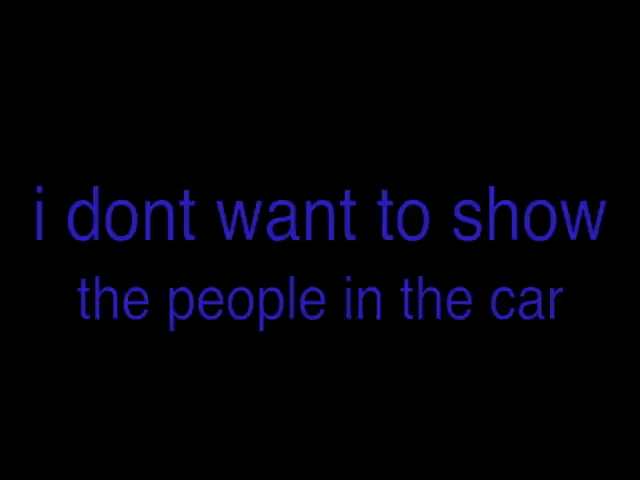 i dont want to show
the people in the car